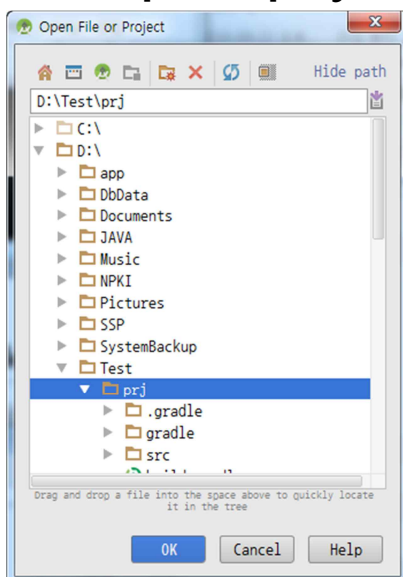 Open File or Project
Hide path
D:\Test\prj
C:\
D:\
app
DbData
Documents
JAVA
Music
NPKI
Pictures
SSP
SystemBackup
Test
prj
.gradle
gradle
src
Drag and drop a file into the space above to quickly locate
it in the tree
OK
Cancel
Help